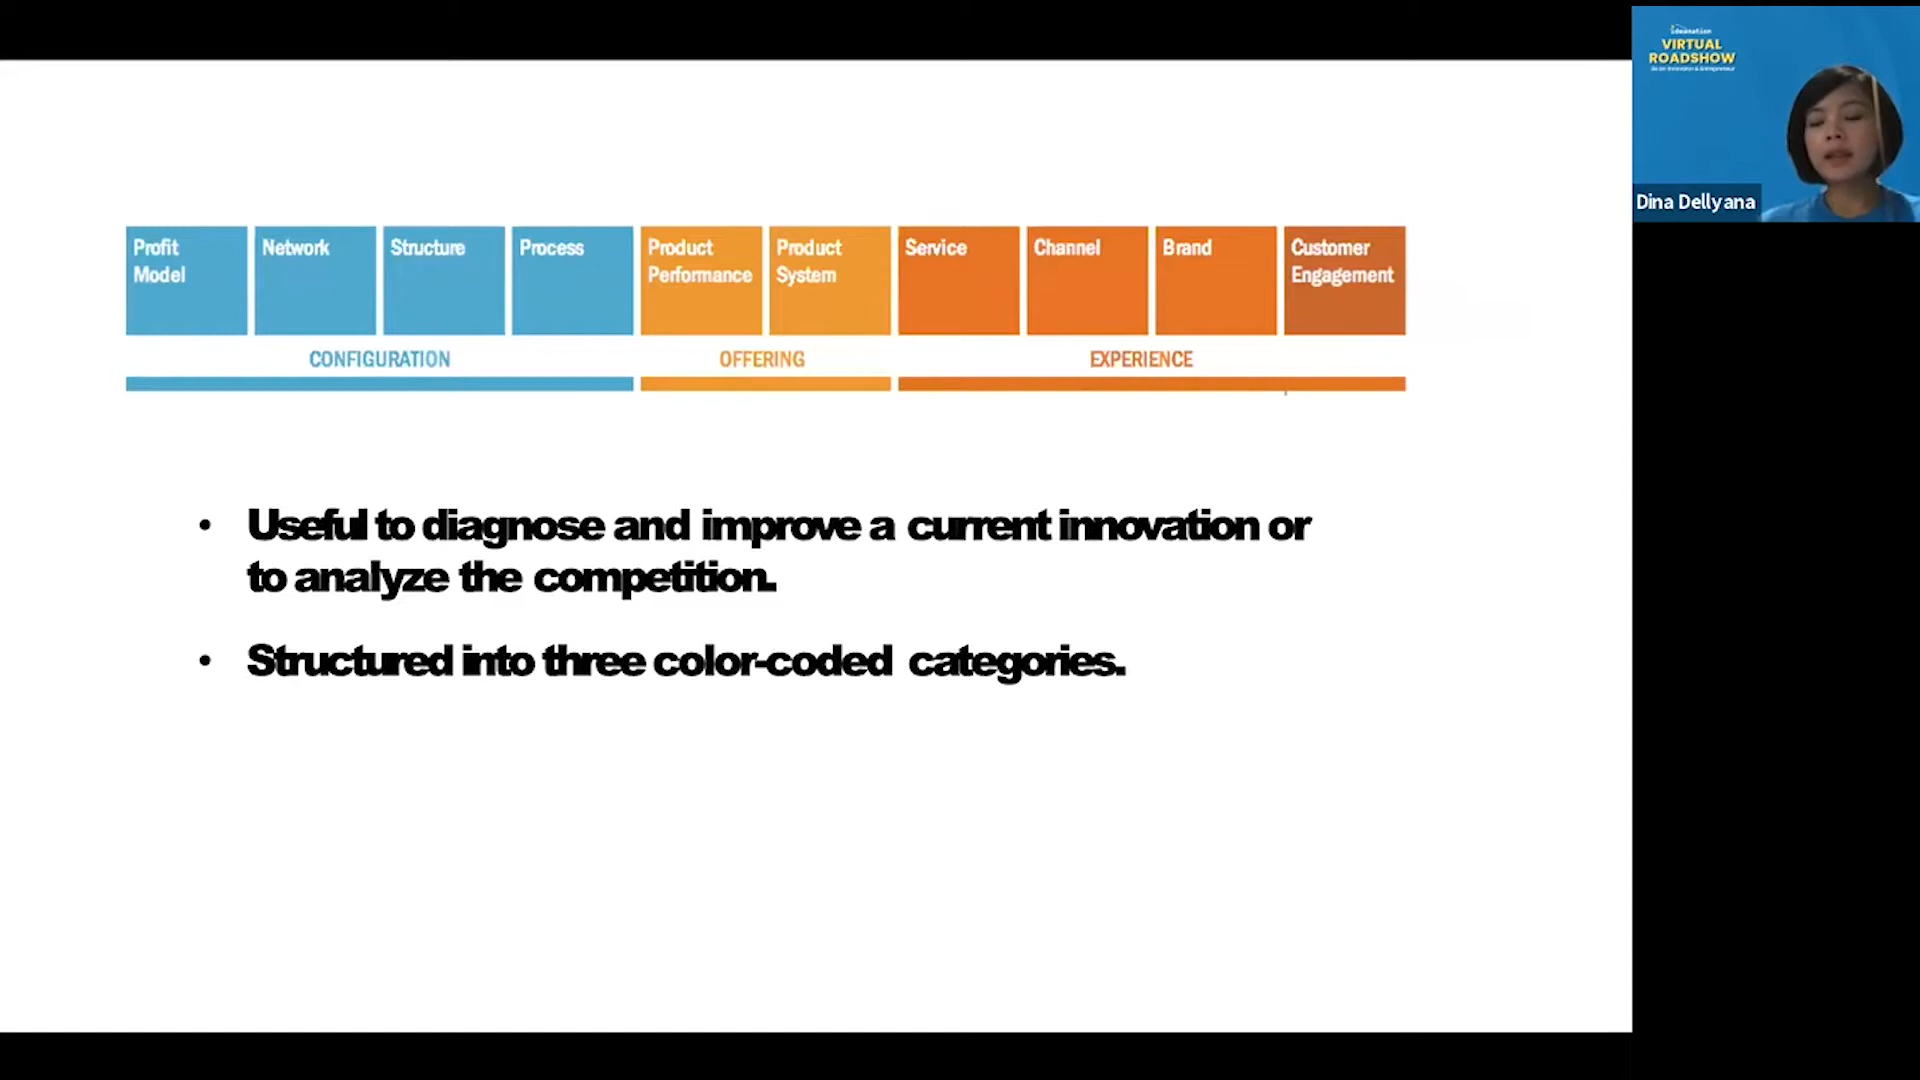 ideanation
VIRTUAL
ROADSHOW
Dina Dellyana
Profit
Model
Network
Structure
Process
Product
Performance
Product
System
Service
Channel
Brand
Customer
Engagement
CONFIGURATION
OFFERING
EXPERIENCE
• Useful to diagnose and improve a current innovation or
to analyze the competition.
• Structured into three color-coded categories.